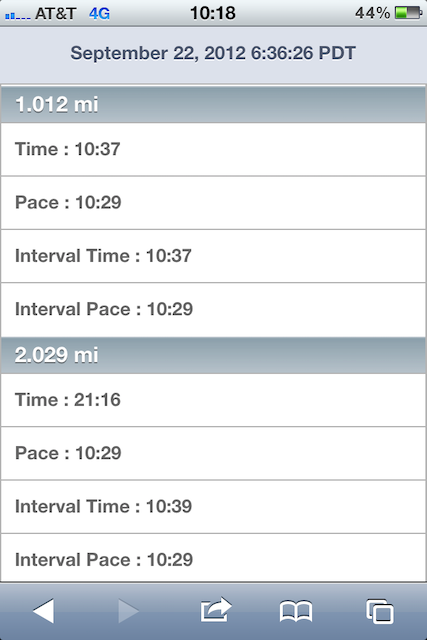 AT&T 4G 10:18 44%
September 22, 2012 6:36:26 PDT
1.012 mi
Time : 10:37
Pace : 10:29
Interval Time : 10:37
Interval Pace : 10:29
2.029 mi
Time : 21:16
Pace : 10:29
Interval Time : 10:39
Interval Pace : 10:29